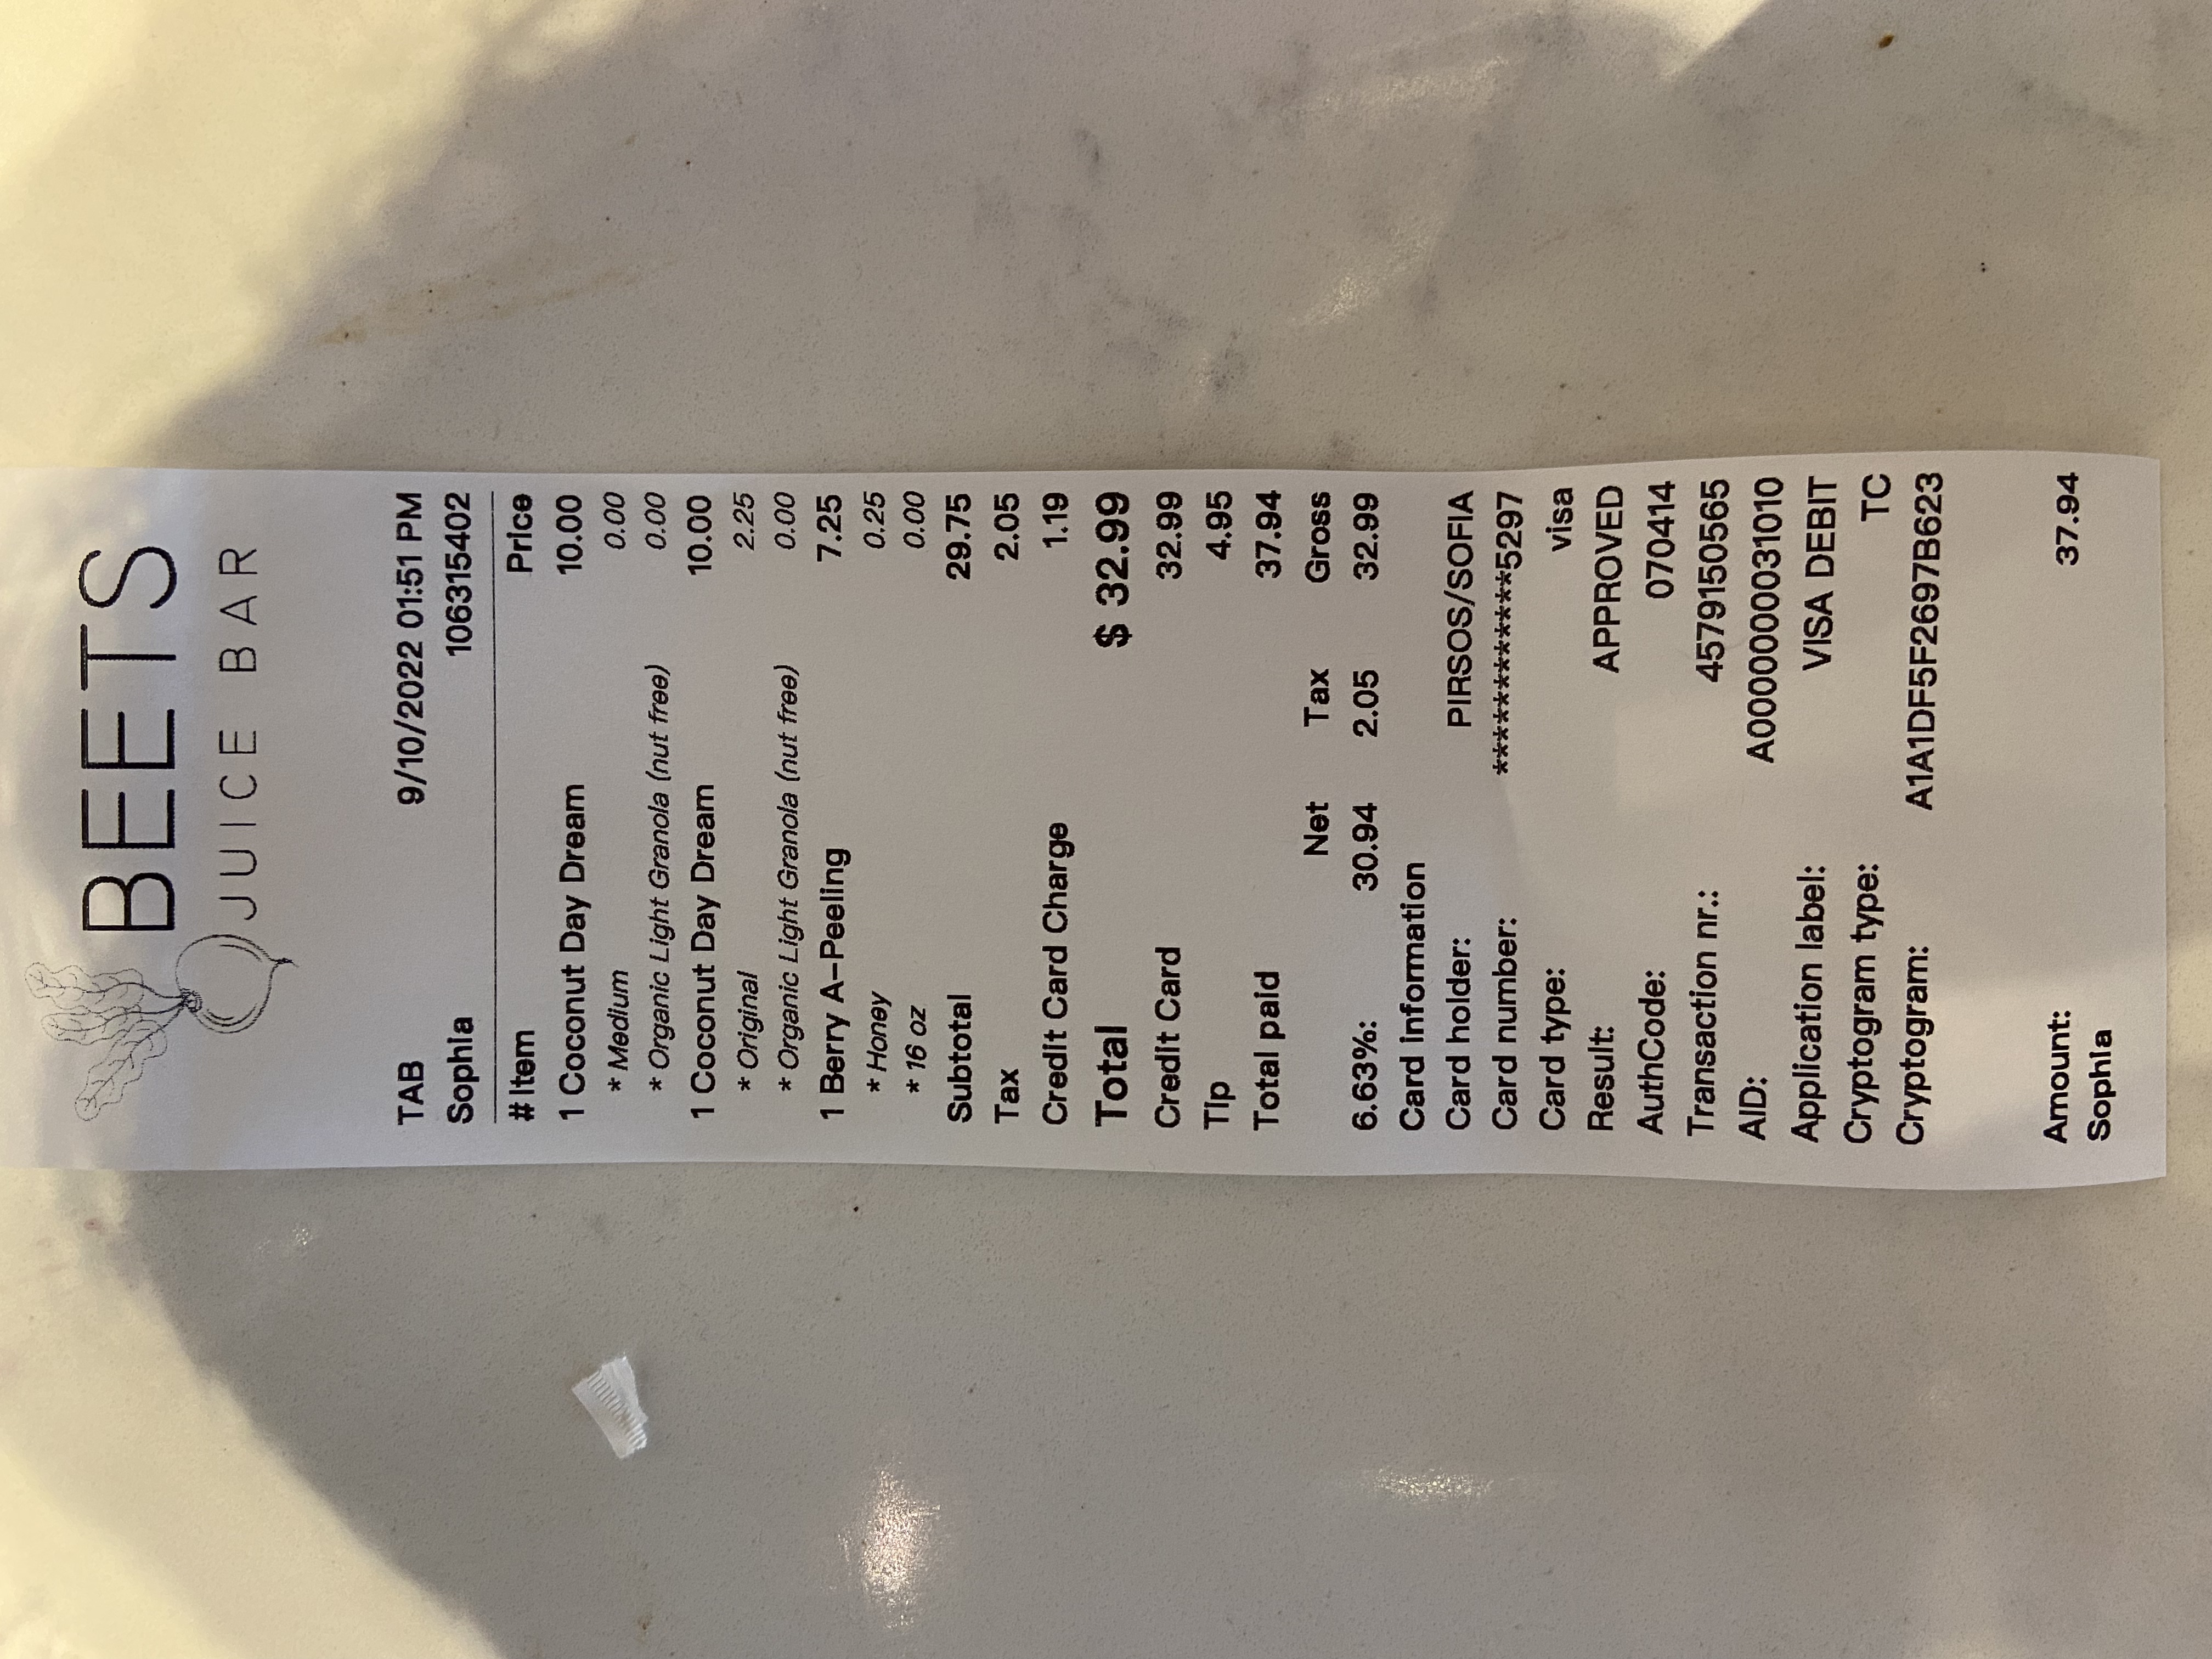 BEETS
JUICE BAR
TAB 9/10/2022 01:51 PM
Sophia 106315402
# Item Price
1 Coconut Day Dream 10.00
* Medium 0.00
* Organic Light Granola (nut free) 0.00
1 Coconut Day Dream 10.00
* Original 2.25
* Organic Light Granola (nut free) 0.00
1 Berry A-Peeling 7.25
* Honey 0.25
* 16 oz 0.00
Subtotal 29.75
Tax 2.05
Credit Card Charge 1.19
Total $ 32.99
Credit Card 32.99
Tip 4.95
Total paid 37.94
Net Tax Gross
6.63%: 30.94 2.05 32.99
Card information
Card holder: PIRSOS/SOFIA
Card number: ************5297
Card type: visa
Result: APPROVED
AuthCode: 070414
Transaction nr.: 4579150565
AID: A0000000031010
Application label: VISA DEBIT
Cryptogram type: TC
Cryptogram: A1A1DF5F2697B623
Amount: 37.94
Sophia